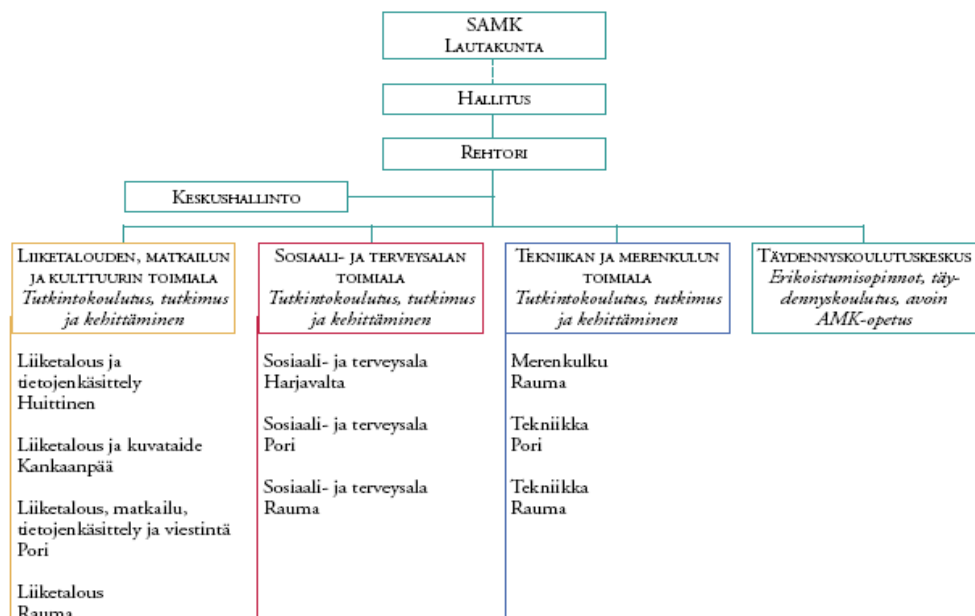 SAMK
LAUTAKUNTA
HALLITUS
REHTORI
KESKUSHALLINTO
LIIKETALOUDEN, MATKAILUN
JA KULTTUURIN TOIMIALA
Tutkintokoulutus, tutkimus
ja kehittäminen
Liiketalous ja
tietojenkäsittely
Huittinen
Liiketalous ja kuvataide
Kankaanpää
Liiketalous, matkailu,
tietojenkäsittely ja viestintä
Pori
Liiketalous
Rauma
SOSIAALI- JA TERVEYSALAN
TOIMIALA
Tutkintokoulutus, tutkimus
ja kehittäminen
Sosiaali- ja terveysala
Harjavalta
Sosiaali- ja terveysala
Pori
Sosiaali- ja terveysala
Rauma
TEKNIIKAN JA MERENKULUN
TOIMIALA
Tutkintokoulutus, tutkimus
ja kehittäminen
Merenkulku
Rauma
Tekniikka
Pori
Tekniikka
Rauma
TÄYDENNYSKOULUTUSKESKUS
Erikoistumisopinnot, täy-
dennyskoulutus, avoin
AMK-opetus